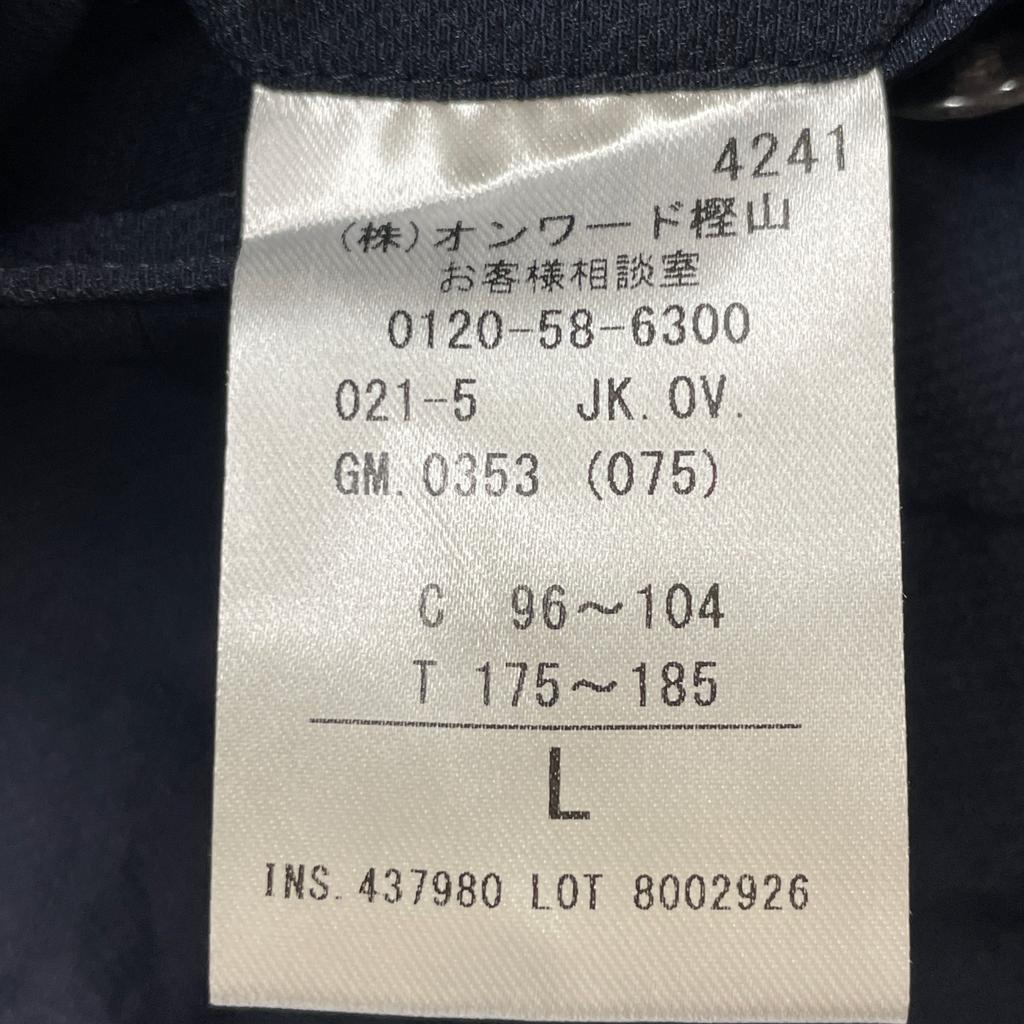 4241
(株)オンワード樫山
お客様相談室
0120-58-6300
021-5 JK.OV.
GM.0353 (075)
C 96～104
T 175～185
L
INS.437980 LOT 8002926